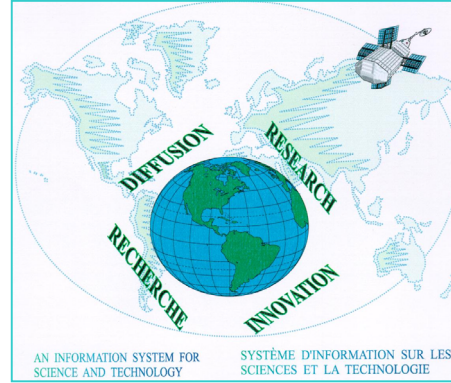 DIFFUSION
RESEARCH
RECHERCHE
INNOVATION
AN INFORMATION SYSTEM FOR
SCIENCE AND TECHNOLOGY
SYSTÈME D'INFORMATION SUR LES
SCIENCES ET LA TECHNOLOGIE